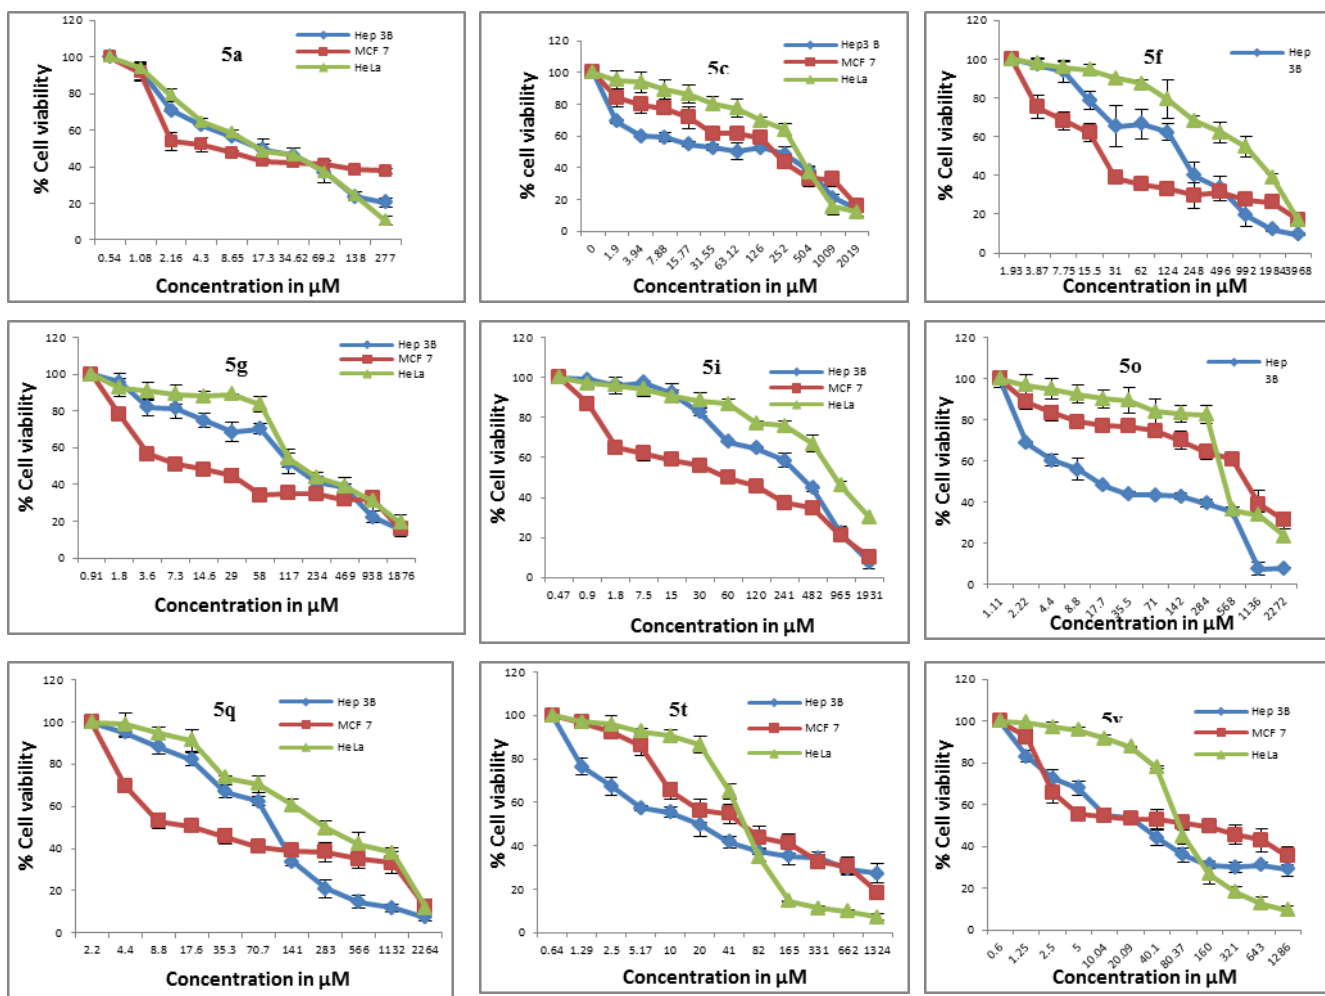 5a
Hep 3B
MCF 7
HeLa
% Cell viability
120
100
80
60
40
20
0
0.54 1.08 2.16 4.3 8.65 17.3 34.62 69.2 138 277
Concentration in µM
5c
Hep3 B
MCF 7
HeLa
% cell viability
120
100
80
60
40
20
0
0 1.9 3.94 7.88 15.77 31.55 63.12 126 252 504 1009 2019
Concentration in µM
5f
Hep
3B
% Cell viability
120
100
80
60
40
20
0
1.93 3.87 7.75 15.5 31 62 124 248 496 992 1984 3968
Concentration in µM
5g
Hep 3B
MCF 7
HeLa
% Cell viability
120
100
80
60
40
20
0
0.91 1.8 3.6 7.3 14.6 29 58 117 234 469 938 1876
Concentration in µM
5i
Hep 3B
MCF 7
HeLa
% Cell viability
120
100
80
60
40
20
0
0.47 0.9 1.8 7.5 15 30 60 120 241 482 965 1931
Concentration in µM
5o
Hep
3B
% Cell viability
120
100
80
60
40
20
0
1.11 2.22 4.4 8.8 17.7 35.5 71 142 284 568 1136 2272
Concentration in µM
5q
Hep 3B
MCF 7
HeLa
% Cell vaibility
120
100
80
60
40
20
0
2.2 4.4 8.8 17.6 35.3 70.7 141 283 566 1132 2264
Concentration in µM
5t
Hep 3B
MCF 7
HeLa
% Cell viability
120
100
80
60
40
20
0
0.64 1.29 2.5 5.17 10 20 41 82 165 331 662 1324
Concentration in µM
5v
Hep 3B
MCF 7
HeLa
% Cell viability
120
100
80
60
40
20
0
0.6 1.25 2.5 5 10.04 20.09 40.1 80.37 160 321 643 1286
Concentration in µM